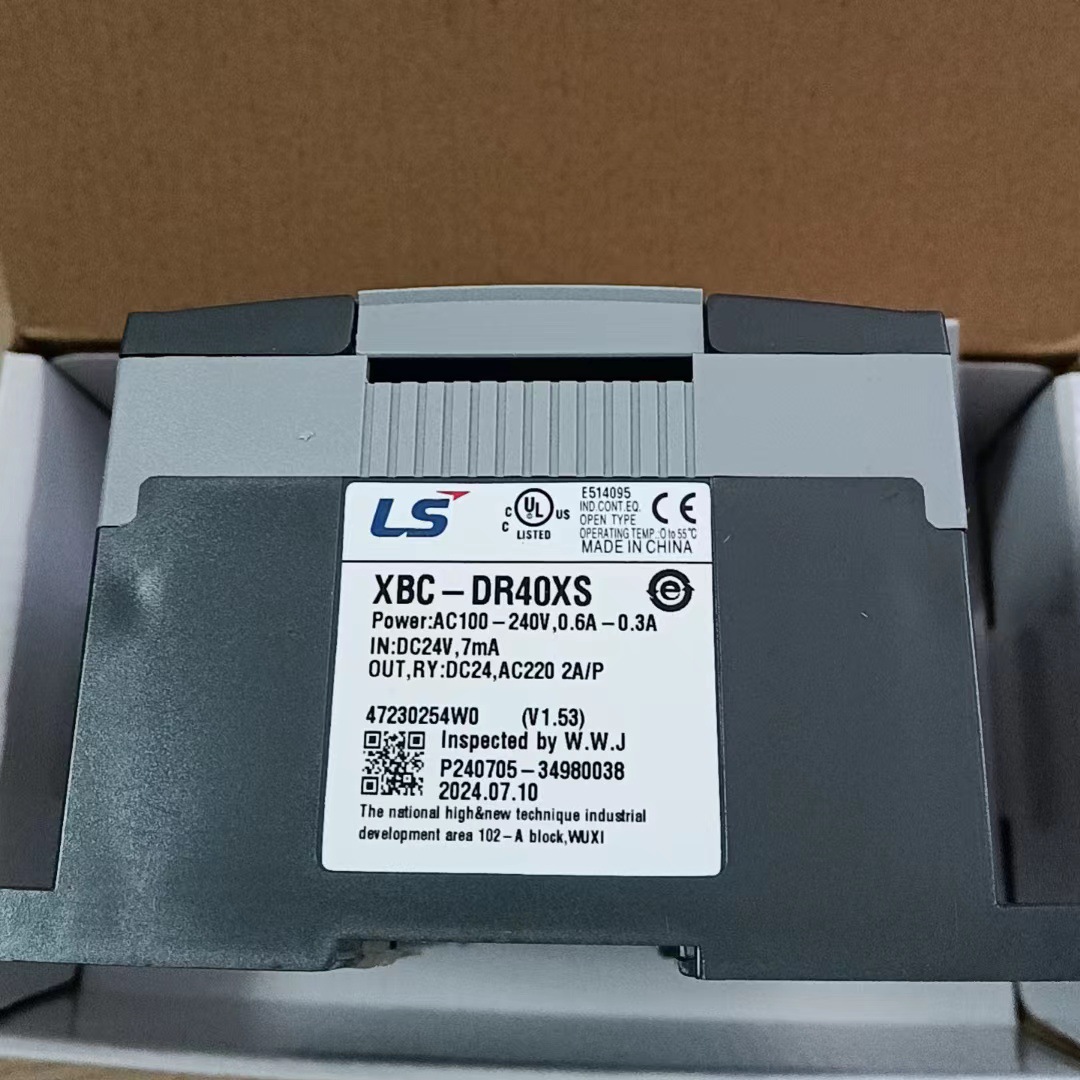 LS
C UL US
C LISTED
E514095
IND.CONT.EQ.
OPEN TYPE
OPERATING TEMP.:0 to 55℃
MADE IN CHINA
CE
XBC-DR40XS
e
Power:AC100-240V,0.6A-0.3A
IN:DC24V,7mA
OUT,RY:DC24,AC220 2A/P
47230254W0 (V1.53)
Inspected by W.W.J
P240705-34980038
2024.07.10
The national high&new technique industrial
development area 102-A block,WUXI